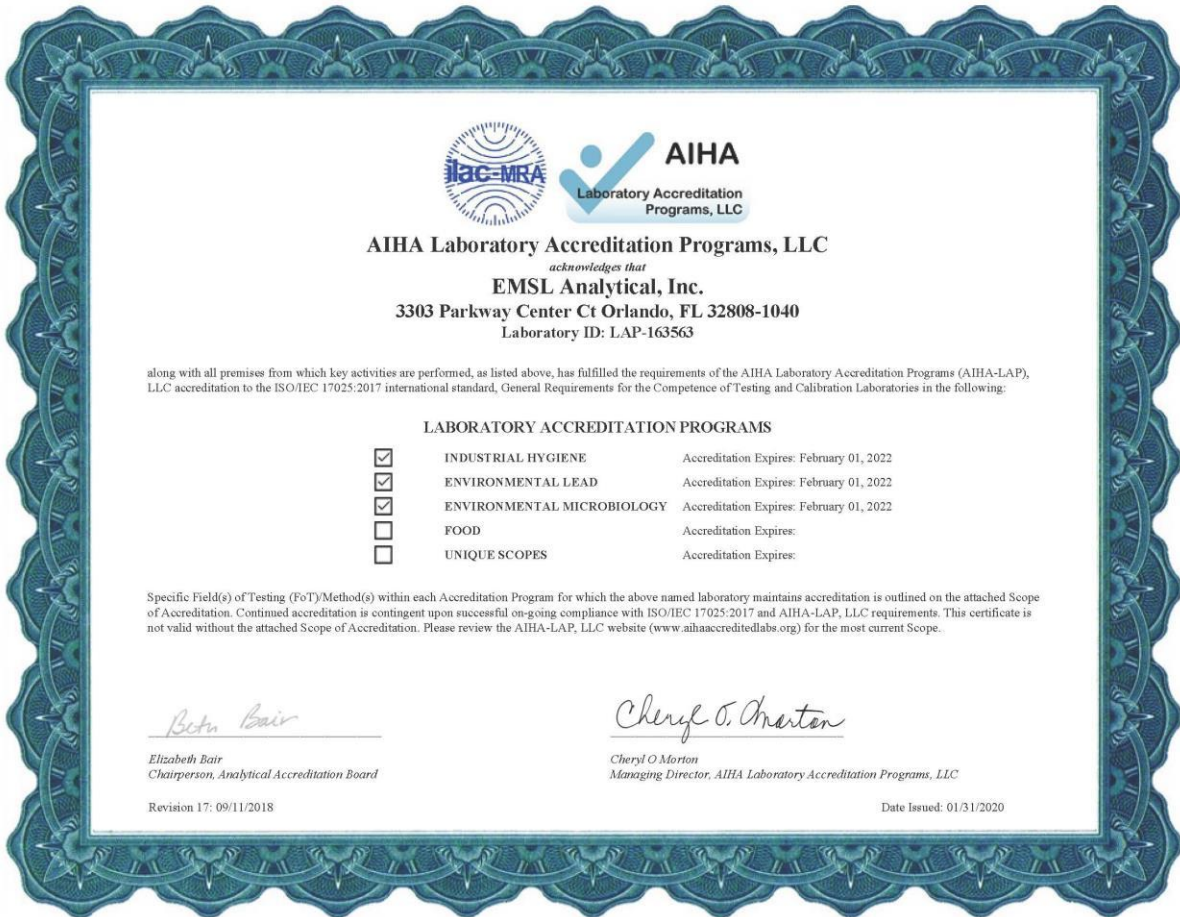 ilac-MRA
AIHA
Laboratory Accreditation
Programs, LLC
AIHA Laboratory Accreditation Programs, LLC
acknowledges that
EMSL Analytical, Inc.
3303 Parkway Center Ct Orlando, FL 32808-1040
Laboratory ID: LAP-163563
along with all premises from which key activities are performed, as listed above, has fulfilled the requirements of the AIHA Laboratory Accreditation Programs (AIHA-LAP),
LLC accreditation to the ISO/IEC 17025:2017 international standard, General Requirements for the Competence of Testing and Calibration Laboratories in the following:
LABORATORY ACCREDITATION PROGRAMS
INDUSTRIAL HYGIENE Accreditation Expires: February 01, 2022
ENVIRONMENTAL LEAD Accreditation Expires: February 01, 2022
ENVIRONMENTAL MICROBIOLOGY Accreditation Expires: February 01, 2022
FOOD Accreditation Expires:
UNIQUE SCOPES Accreditation Expires:
Specific Field(s) of Testing (FoT)/Method(s) within each Accreditation Program for which the above named laboratory maintains accreditation is outlined on the attached Scope
of Accreditation. Continued accreditation is contingent upon successful on-going compliance with ISO/IEC 17025:2017 and AIHA-LAP, LLC requirements. This certificate is
not valid without the attached Scope of Accreditation. Please review the AIHA-LAP, LLC website (www.aihaaccreditedlabs.org) for the most current Scope.
Beth Bair Cheryl O. Morton
Elizabeth Bair Cheryl O Morton
Chairperson, Analytical Accreditation Board Managing Director, AIHA Laboratory Accreditation Programs, LLC
Revision 17: 09/11/2018 Date Issued: 01/31/2020